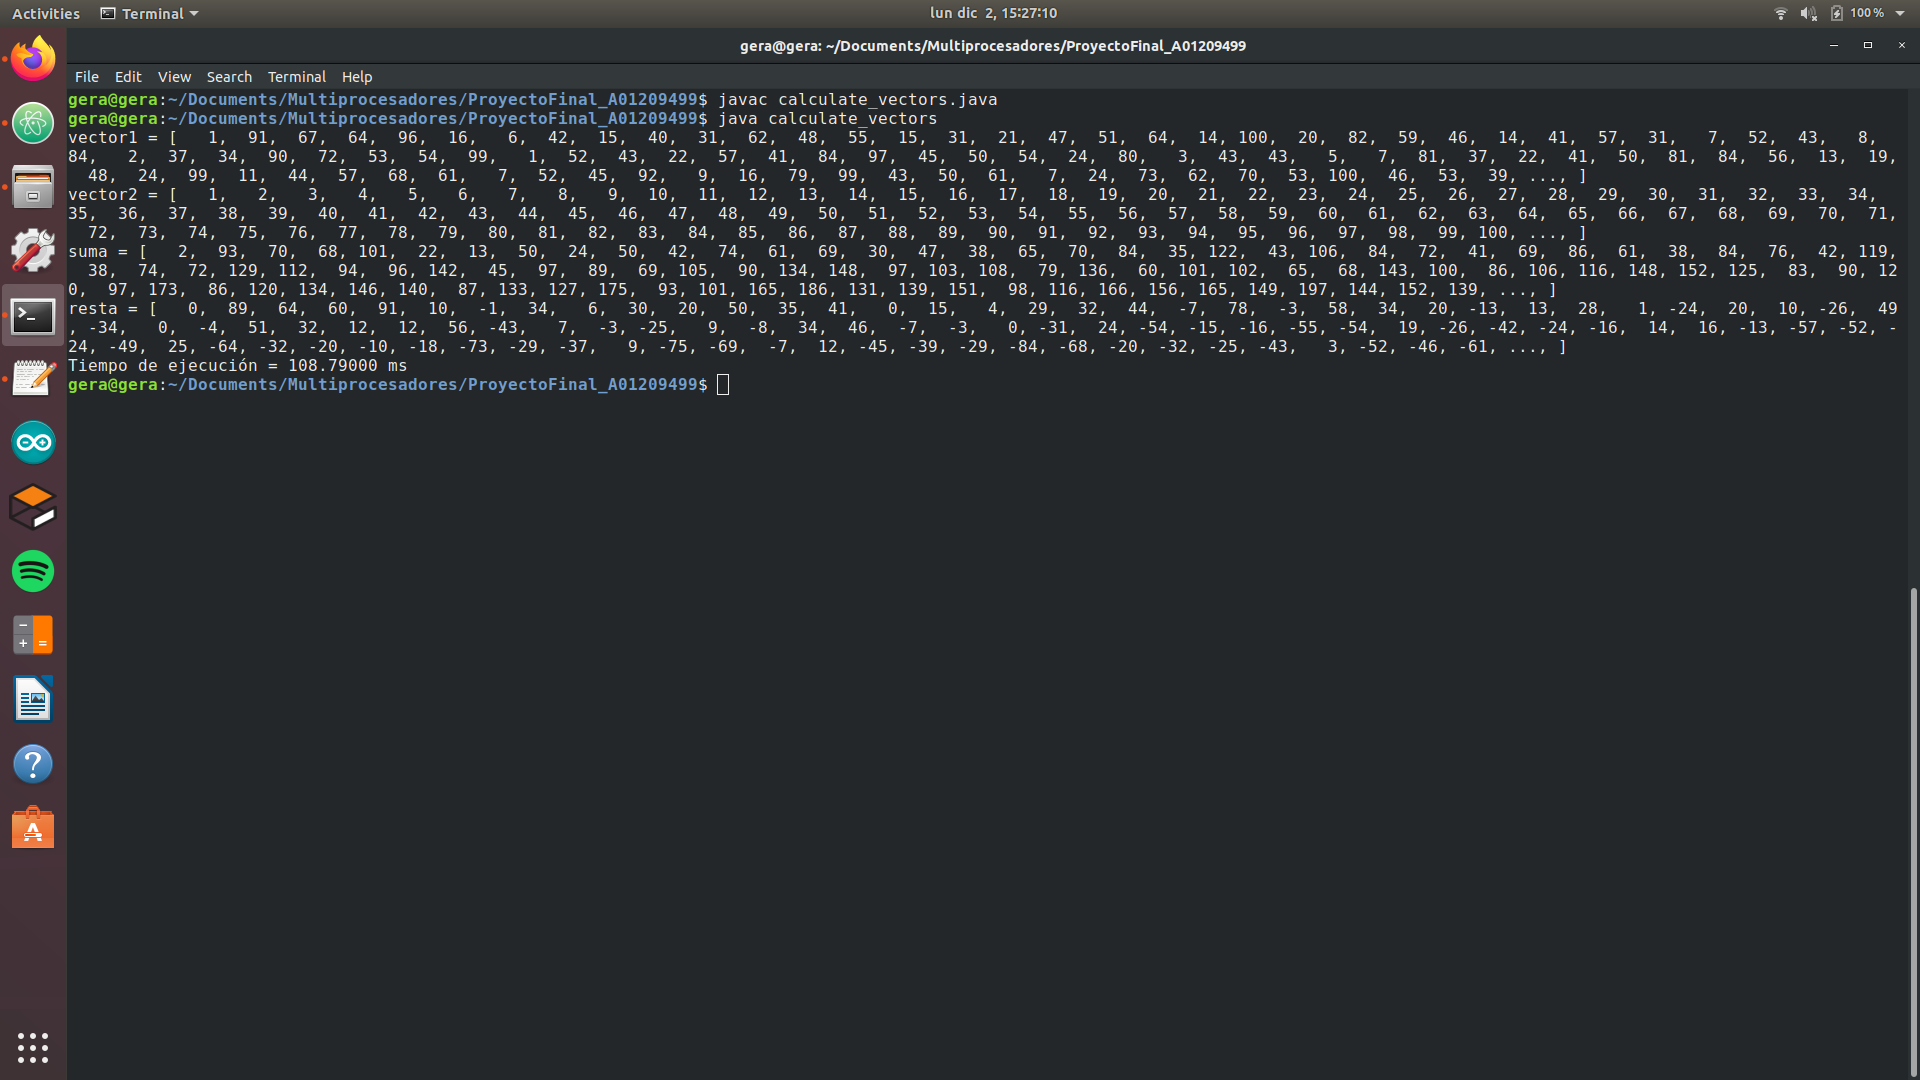 Activities Terminal lun dic 2, 15:27:10 100 %
gera@gera: ~/Documents/Multiprocesadores/ProyectoFinal_A01209499
File Edit View Search Terminal Help
gera@gera:~/Documents/Multiprocesadores/ProyectoFinal_A01209499$ javac calculate_vectors.java
gera@gera:~/Documents/Multiprocesadores/ProyectoFinal_A01209499$ java calculate_vectors
vector1 = [   1,  91,  67,  64,  96,  16,   6,  42,  15,  40,  31,  62,  48,  55,  15,  31,  21,  47,  51,  64,  14, 100,  20,  82,  59,  46,  14,  41,  57,  31,   7,  52,  43,   8,
84,   2,  37,  34,  90,  72,  53,  54,  99,   1,  52,  43,  22,  57,  41,  84,  97,  45,  50,  54,  24,  80,   3,  43,  43,   5,   7,  81,  37,  22,  41,  50,  81,  84,  56,  13,  19,
  48,  24,  99,  11,  44,  57,  68,  61,   7,  52,  45,  92,   9,  16,  79,  99,  43,  50,  61,   7,  24,  73,  62,  70,  53, 100,  46,  53,  39, ..., ]
vector2 = [   1,   2,   3,   4,   5,   6,   7,   8,   9,  10,  11,  12,  13,  14,  15,  16,  17,  18,  19,  20,  21,  22,  23,  24,  25,  26,  27,  28,  29,  30,  31,  32,  33,  34,
35,  36,  37,  38,  39,  40,  41,  42,  43,  44,  45,  46,  47,  48,  49,  50,  51,  52,  53,  54,  55,  56,  57,  58,  59,  60,  61,  62,  63,  64,  65,  66,  67,  68,  69,  70,  71,
  72,  73,  74,  75,  76,  77,  78,  79,  80,  81,  82,  83,  84,  85,  86,  87,  88,  89,  90,  91,  92,  93,  94,  95,  96,  97,  98,  99, 100, ..., ]
suma = [   2,  93,  70,  68, 101,  22,  13,  50,  24,  50,  42,  74,  61,  69,  30,  47,  38,  65,  70,  84,  35, 122,  43, 106,  84,  72,  41,  69,  86,  61,  38,  84,  76,  42, 119,
  38,  74,  72, 129, 112,  94,  96, 142,  45,  97,  89,  69, 105,  90, 134, 148,  97, 103, 108,  79, 136,  60, 101, 102,  65,  68, 143, 100,  86, 106, 116, 148, 152, 125,  83,  90, 12
0,  97, 173,  86, 120, 134, 146, 140,  87, 133, 127, 175,  93, 101, 165, 186, 131, 139, 151,  98, 116, 166, 156, 165, 149, 197, 144, 152, 139, ..., ]
resta = [   0,  89,  64,  60,  91,  10,  -1,  34,   6,  30,  20,  50,  35,  41,   0,  15,   4,  29,  32,  44,  -7,  78,  -3,  58,  34,  20, -13,  13,  28,   1, -24,  20,  10, -26,  49
, -34,   0,  -4,  51,  32,  12,  12,  56, -43,   7,  -3, -25,   9,  -8,  34,  46,  -7,  -3,   0, -31,  24, -54, -15, -16, -55, -54,  19, -26, -42, -24, -16,  14,  16, -13, -57, -52, -
24, -49,  25, -64, -32, -20, -10, -18, -73, -29, -37,   9, -75, -69,  -7,  12, -45, -39, -29, -84, -68, -20, -32, -25, -43,   3, -52, -46, -61, ..., ]
Tiempo de ejecución = 108.79000 ms
gera@gera:~/Documents/Multiprocesadores/ProyectoFinal_A01209499$